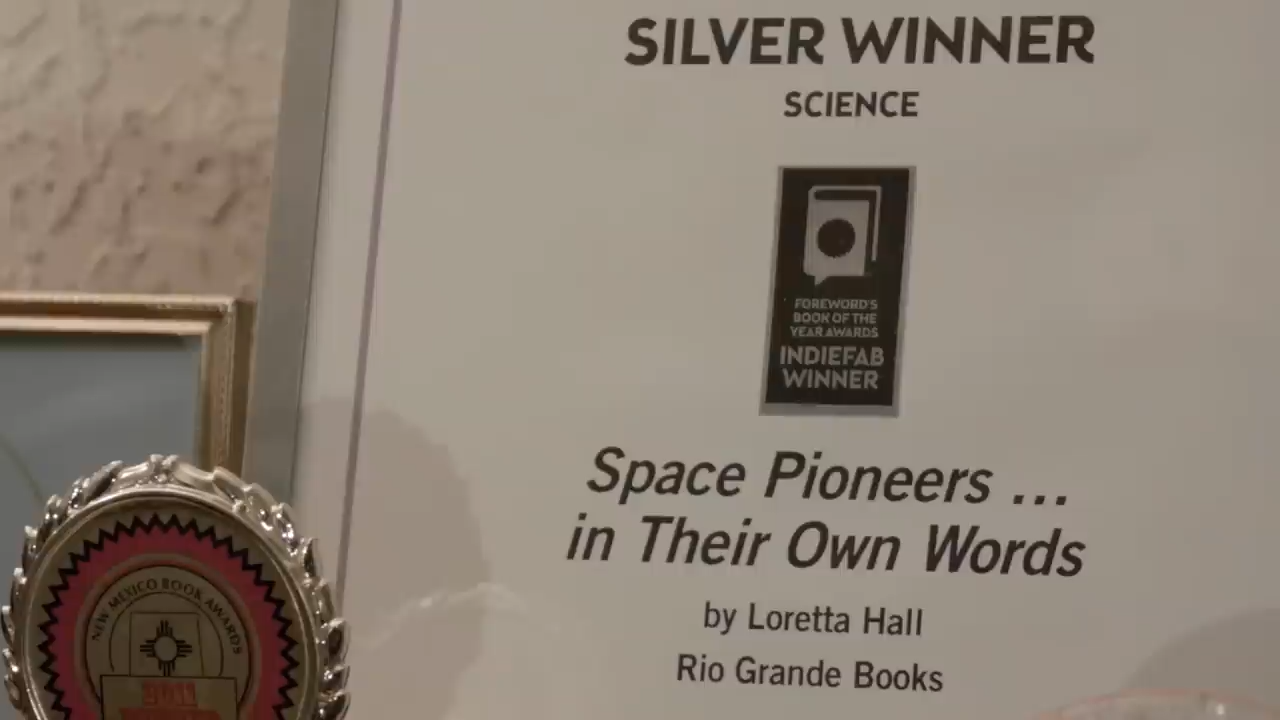 SILVER WINNER
SCIENCE
FOREWORD'S
BOOK OF THE
YEAR AWARDS
INDIEFAB
WINNER
Space Pioneers ...
in Their Own Words
by Loretta Hall
Rio Grande Books
NEW MEXICO BOOK AWARDS
2011